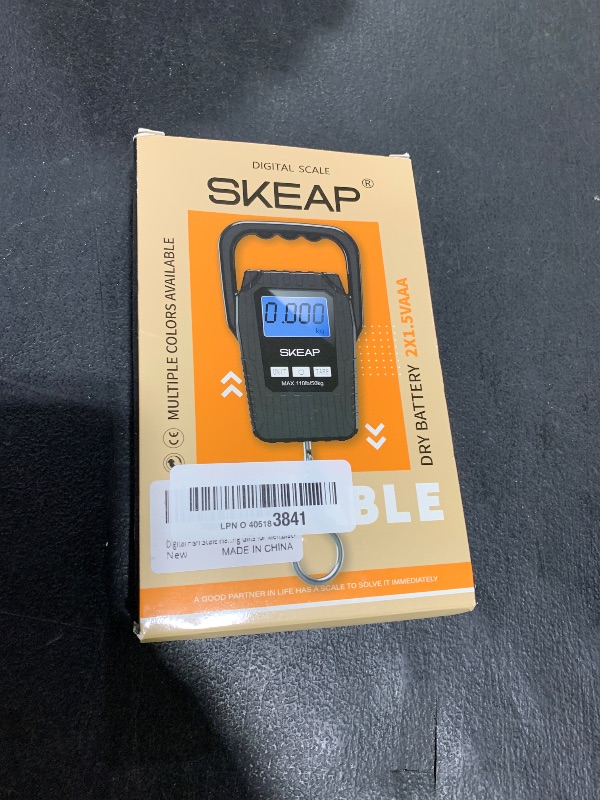 DIGITAL SCALE
SKEAP®
MULTIPLE COLORS AVAILABLE
CE
0.000
kg
SKEAP
UNIT
TARE
MAX 110lb/50kg
DRY BATTERY 2X1.5VAAA
BLE
LPN O 40518 3841
New
MADE IN CHINA
A GOOD PARTNER IN LIFE HAS A SCALE TO SOLVE IT IMMEDIATELY